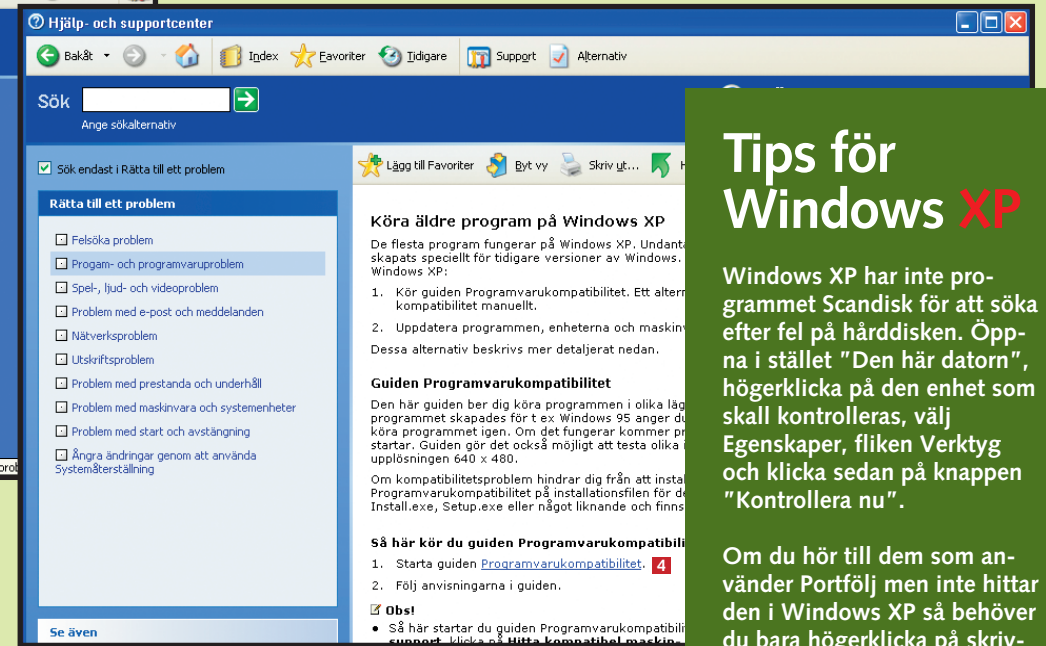 Hjälp- och supportcenter
Bakåt
Index
Favoriter
Tidigare
Support
Alternativ
Sök
Ange sökalternativ
Sök endast i Rätta till ett problem
Rätta till ett problem
Felsöka problem
Progam- och programvaruproblem
Spel-, ljud- och videoproblem
Problem med e-post och meddelanden
Nätverksproblem
Utskriftsproblem
Problem med prestanda och underhåll
Problem med maskinvara och systemenheter
Problem med start och avstängning
Ångra ändringar genom att använda
Systemåterställning
Se även
Lägg till Favoriter
Byt vy
Skriv ut...
Köra äldre program på Windows XP
De flesta program fungerar på Windows XP.
skapats speciellt för tidigare versioner av Windows.
Windows XP:
1. Kör guiden Programvarukompatibilitet. Ett
kompatibilitet manuellt.
2. Uppdatera programmen, enheterna och
Dessa alternativ beskrivs mer detaljerat nedan.
Guiden Programvarukompatibilitet
Den här guiden ber dig köra programmen i olika
programmet skapades för t ex Windows 95 anger
köra programmet igen. Om det fungerar kommer
startar. Guiden gör det också möjligt att testa olika
upplösningen 640 x 480.
Om kompatibilitetsproblem hindrar dig från att
Programvarukompatibilitet på installationsfilen för
Install.exe, Setup.exe eller något liknande och finns
Så här kör du guiden
1. Starta guiden Programvarukompatibilitet. 4
2. Följ anvisningarna i guiden.
Obs!
• Så här startar du guiden
support, klicka på Hitta kompatibel
Tips för
Windows XP
Windows XP har inte pro-
grammet Scandisk för att söka
efter fel på hårddisken. Öpp-
na i stället ”Den här datorn”,
högerklicka på den enhet som
skall kontrolleras, välj
Egenskaper, fliken Verktyg
och klicka sedan på knappen
”Kontrollera nu”.
Om du hör till dem som an-
vänder Portfölj men inte hittar
den i Windows XP så behöver
du bara högerklicka på skriv-